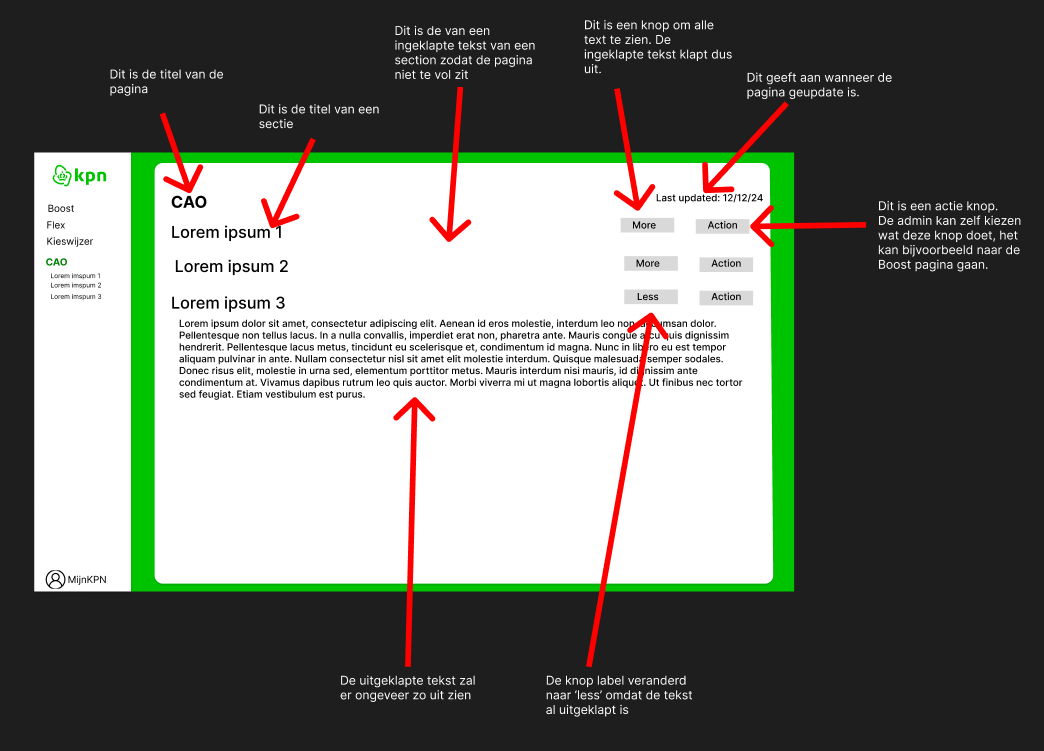 Dit is de titel van de
pagina
Dit is de titel van een
sectie
Dit is de van een
ingeklapte tekst van een
section zodat de pagina
niet te vol zit
Dit is een knop om alle
text te zien. De
ingeklapte tekst klapt dus
uit.
Dit geeft aan wanneer de
pagina geupdate is.
Dit is een actie knop.
De admin kan zelf kiezen
wat deze knop doet, het
kan bijvoorbeeld naar de
Boost pagina gaan.
kpn
Boost
Flex
Kieswijzer
CAO
Lorem imspum 1
Lorem ipsum 2
Lorem imspum 3
MijnKPN
CAO
Last updated: 12/12/24
Lorem ipsum 1
More
Action
Lorem ipsum 2
More
Action
Lorem ipsum 3
Less
Action
Lorem ipsum dolor sit amet, consectetur adipiscing elit. Aenean id eros molestie, interdum leo non, accumsan dolor.
Pellentesque non tellus lacus. In a nulla convallis, imperdiet erat non, pharetra ante. Mauris congue arcu quis dignissim
hendrerit. Pellentesque lacus metus, tincidunt eu scelerisque et, condimentum id magna. Nunc in libero eu est tempor
aliquam pulvinar in ante. Nullam consectetur nisl sit amet elit molestie interdum. Quisque malesuada semper sodales.
Donec risus elit, molestie in urna sed, elementum porttitor metus. Mauris interdum nisi mauris, id dignissim ante
condimentum at. Vivamus dapibus rutrum leo quis auctor. Morbi viverra mi ut magna lobortis aliquet. Ut finibus nec tortor
sed feugiat. Etiam vestibulum est purus.
De uitgeklapte tekst zal
er ongeveer zo uit zien
De knop label veranderd
naar ‘less’ omdat de tekst
al uitgeklapt is